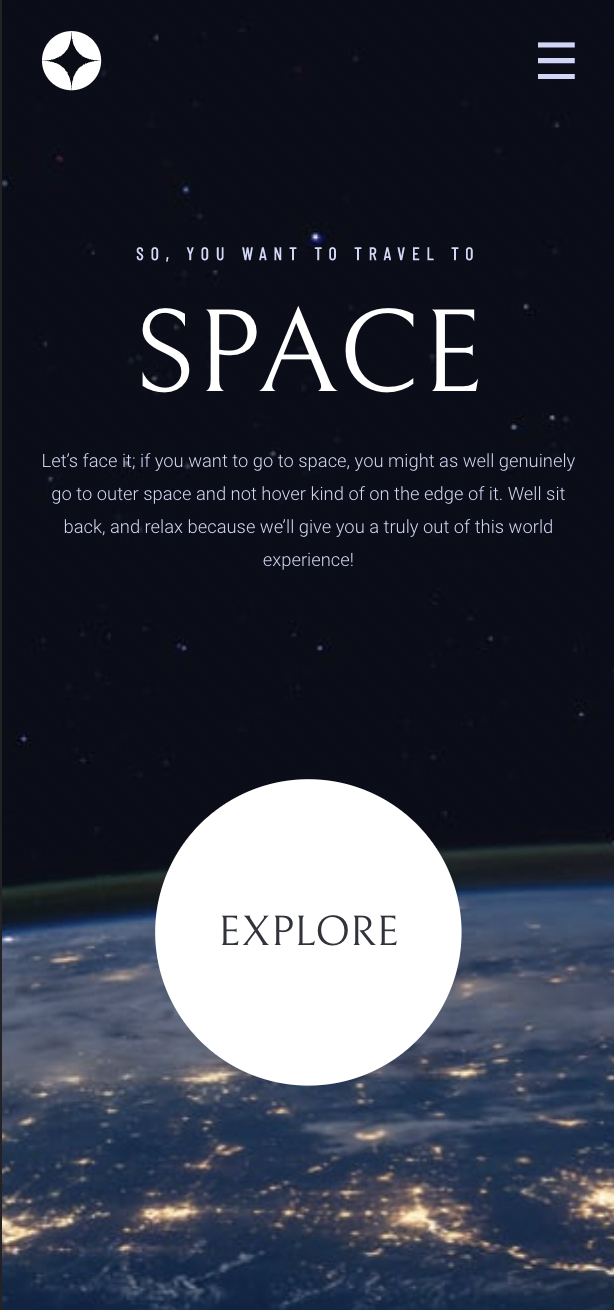 SO, YOU WANT TO TRAVEL TO
SPACE
Let’s face it; if you want to go to space, you might as well genuinely
go to outer space and not hover kind of on the edge of it. Well sit
back, and relax because we’ll give you a truly out of this world
experience!
EXPLORE